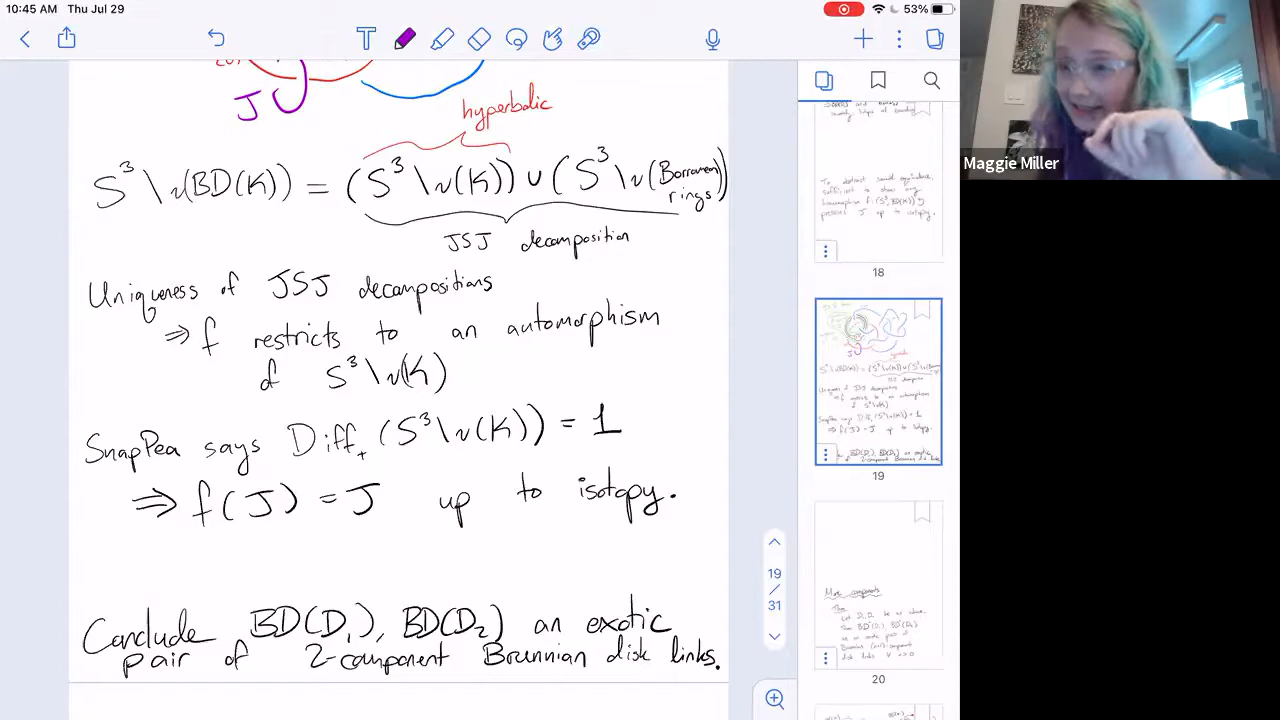 10:45 AM Thu Jul 29
53%
J
hyperbolic
S³ \ ν(BD(K)) = (S³ \ ν(K)) ∪ (S³ \ ν(Borromean rings))
JSJ decomposition
Uniqueness of JSJ decompositions
⇒ f restricts to an automorphism
of S³ \ ν(K)
SnapPea says Diff₊(S³ \ ν(K)) = 1
⇒ f(J) = J up to isotopy.
Conclude BD(D₁), BD(D₂) an exotic
pair of 2-component Brunnian disk links.
19
/
31
18
19
More components
20
Maggie Miller